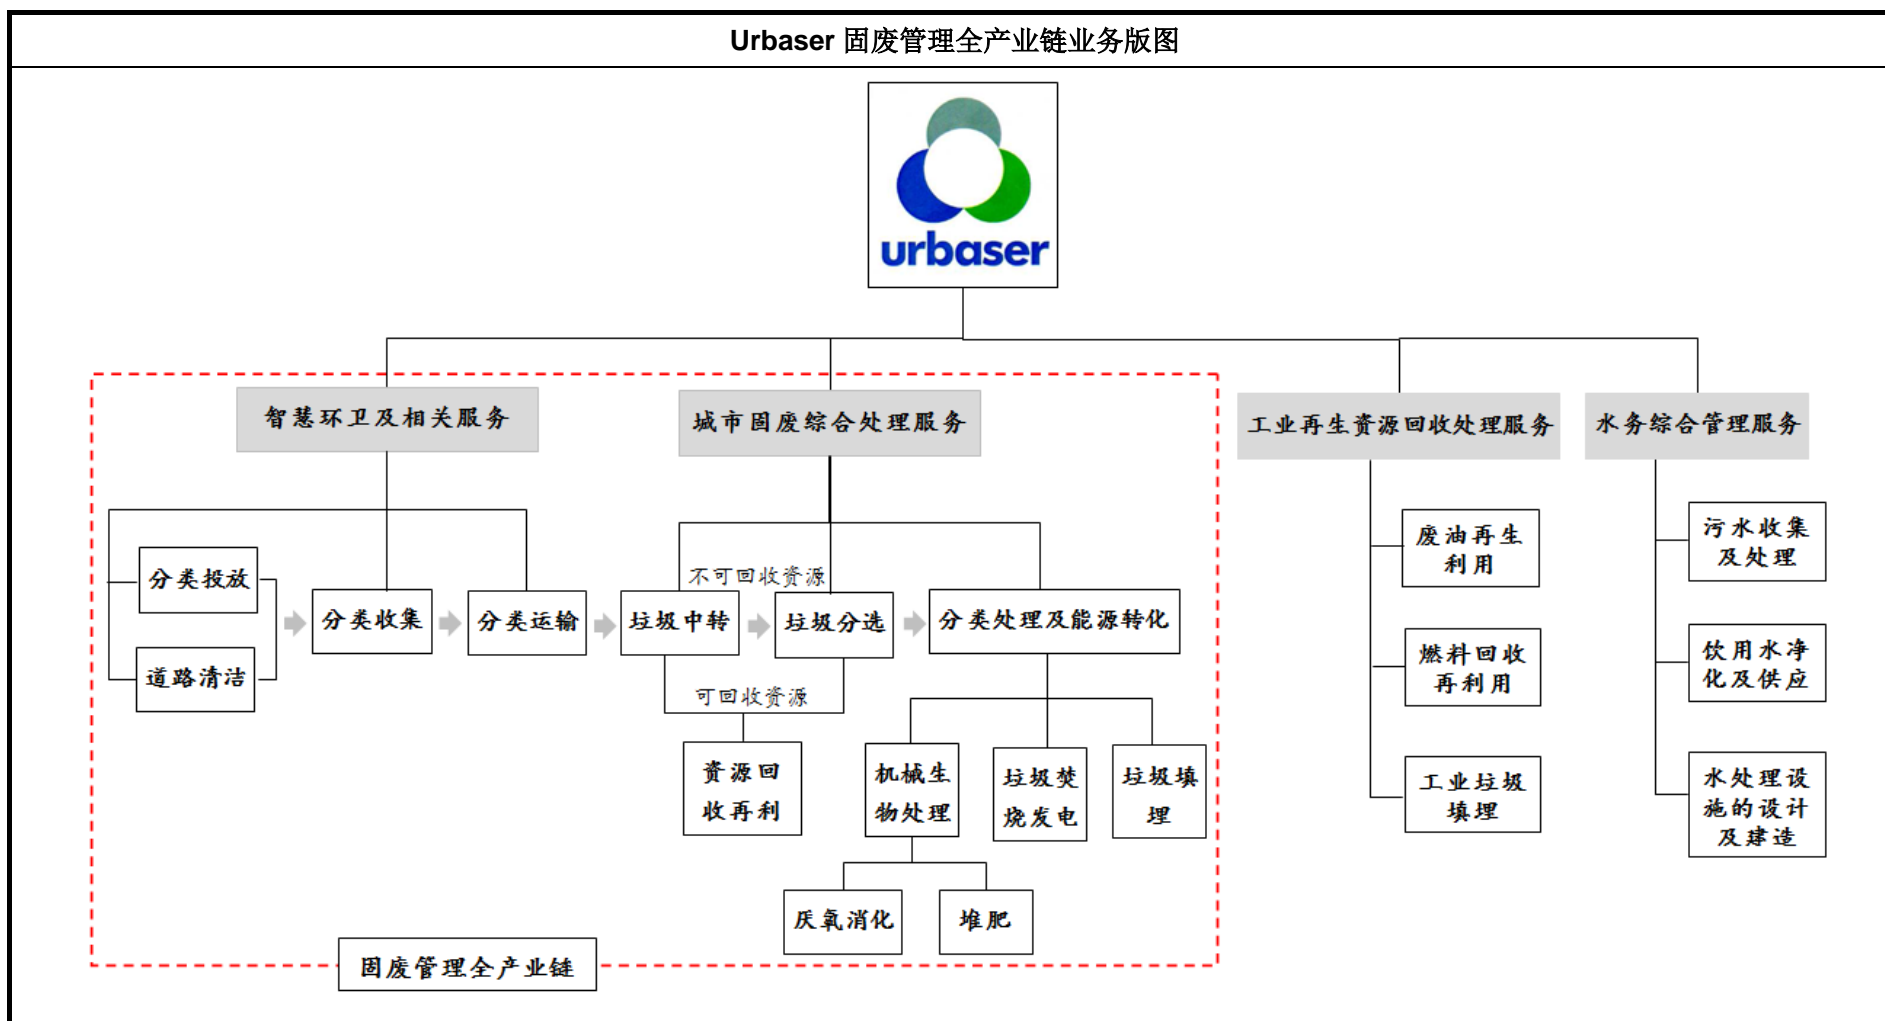 Urbaser 固废管理全产业链业务版图
urbaser
智慧环卫及相关服务
城市固废综合处理服务
工业再生资源回收处理服务
水务综合管理服务
分类投放
道路清洁
分类收集
分类运输
不可回收资源
垃圾中转
垃圾分选
分类处理及能源转化
可回收资源
资源回
收再利
机械生
物处理
垃圾焚
烧发电
垃圾填
埋
厌氧消化
堆肥
固废管理全产业链
废油再生
利用
燃料回收
再利用
工业垃圾
填埋
污水收集
及处理
饮用水净
化及供应
水处理设
施的设计
及建造